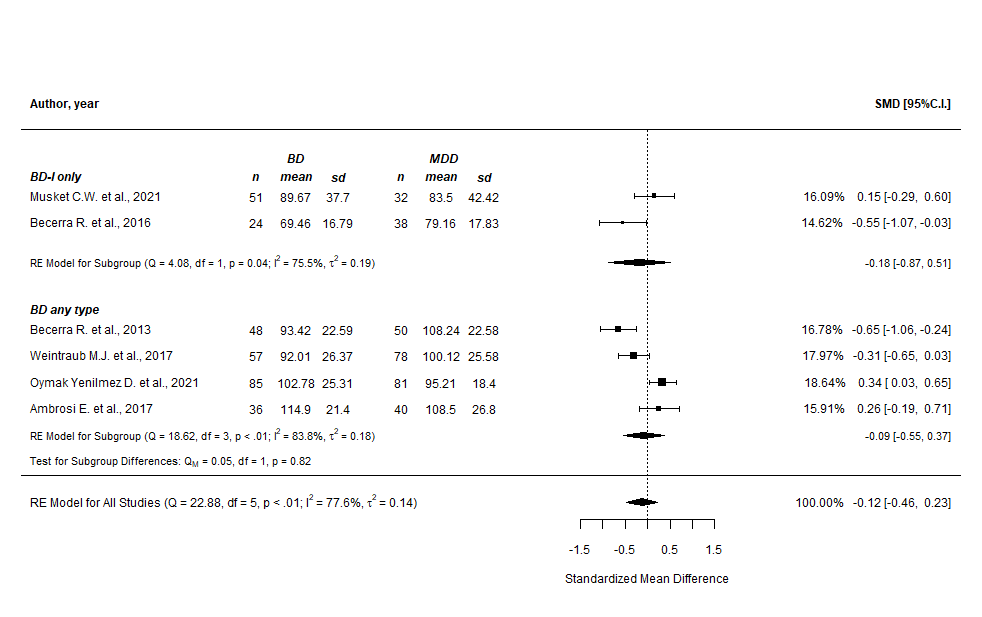 Author, year SMD [95%C.I.]
BD MDD
BD-I only n mean sd n mean sd
Musket C.W. et al., 2021 51 89.67 37.7 32 83.5 42.42 16.09% 0.15 [-0.29, 0.60]
Becerra R. et al., 2016 24 69.46 16.79 38 79.16 17.83 14.62% -0.55 [-1.07, -0.03]
RE Model for Subgroup (Q = 4.08, df = 1, p = 0.04; I² = 75.5%, τ² = 0.19) -0.18 [-0.87, 0.51]
BD any type
Becerra R. et al., 2013 48 93.42 22.59 50 108.24 22.58 16.78% -0.65 [-1.06, -0.24]
Weintraub M.J. et al., 2017 57 92.01 26.37 78 100.12 25.58 17.97% -0.31 [-0.65, 0.03]
Oymak Yenilmez D. et al., 2021 85 102.78 25.31 81 95.21 18.4 18.64% 0.34 [ 0.03, 0.65]
Ambrosi E. et al., 2017 36 114.9 21.4 40 108.5 26.8 15.91% 0.26 [-0.19, 0.71]
RE Model for Subgroup (Q = 18.62, df = 3, p < .01; I² = 83.8%, τ² = 0.18) -0.09 [-0.55, 0.37]
Test for Subgroup Differences: Q_M = 0.05, df = 1, p = 0.82
RE Model for All Studies (Q = 22.88, df = 5, p < .01; I² = 77.6%, τ² = 0.14) 100.00% -0.12 [-0.46, 0.23]
-1.5 -0.5 0.5 1.5
Standardized Mean Difference